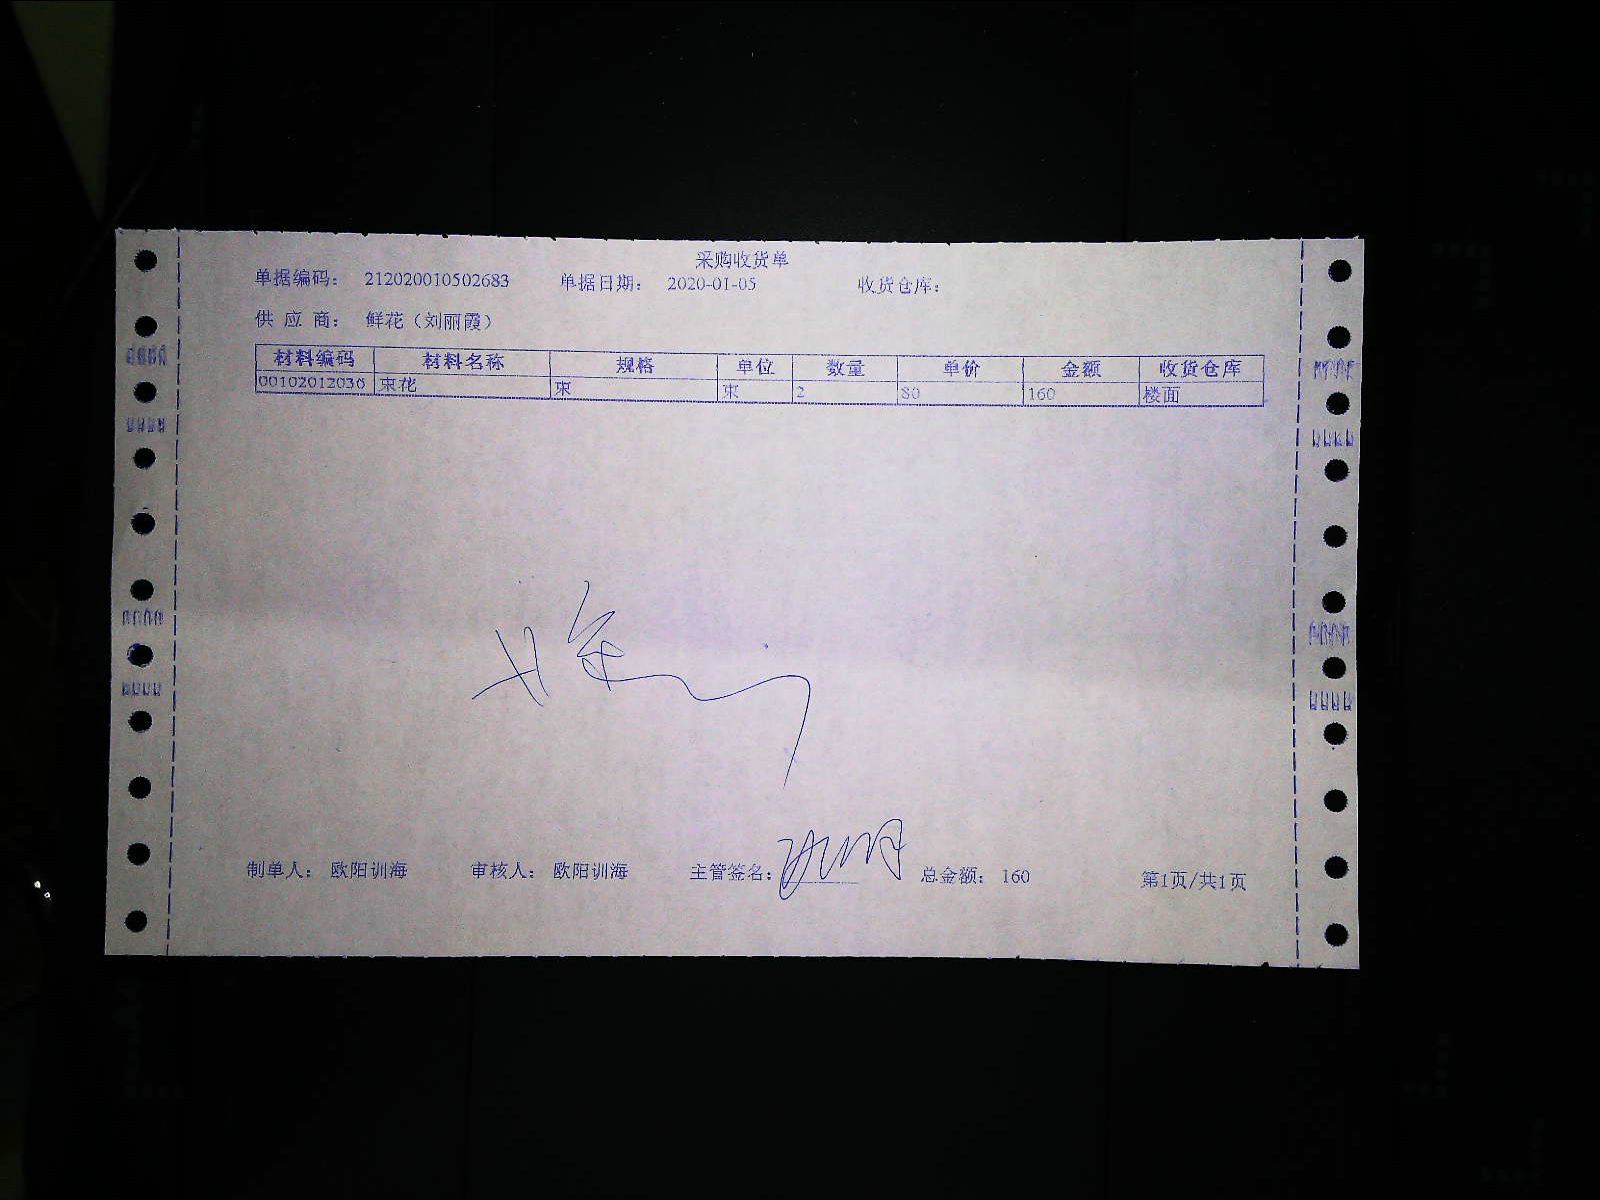 采购收货单
单据编码： 212020010502683 单据日期： 2020-01-05 收货仓库：
供 应 商： 鲜花（刘丽霞）
材料编码 材料名称 规格 单位 数量 单价 金额 收货仓库
00102012036 束花 束 束 2 80 160 楼面
制单人： 欧阳训海 审核人： 欧阳训海 主管签名： 总金额： 160 第1页/共1页